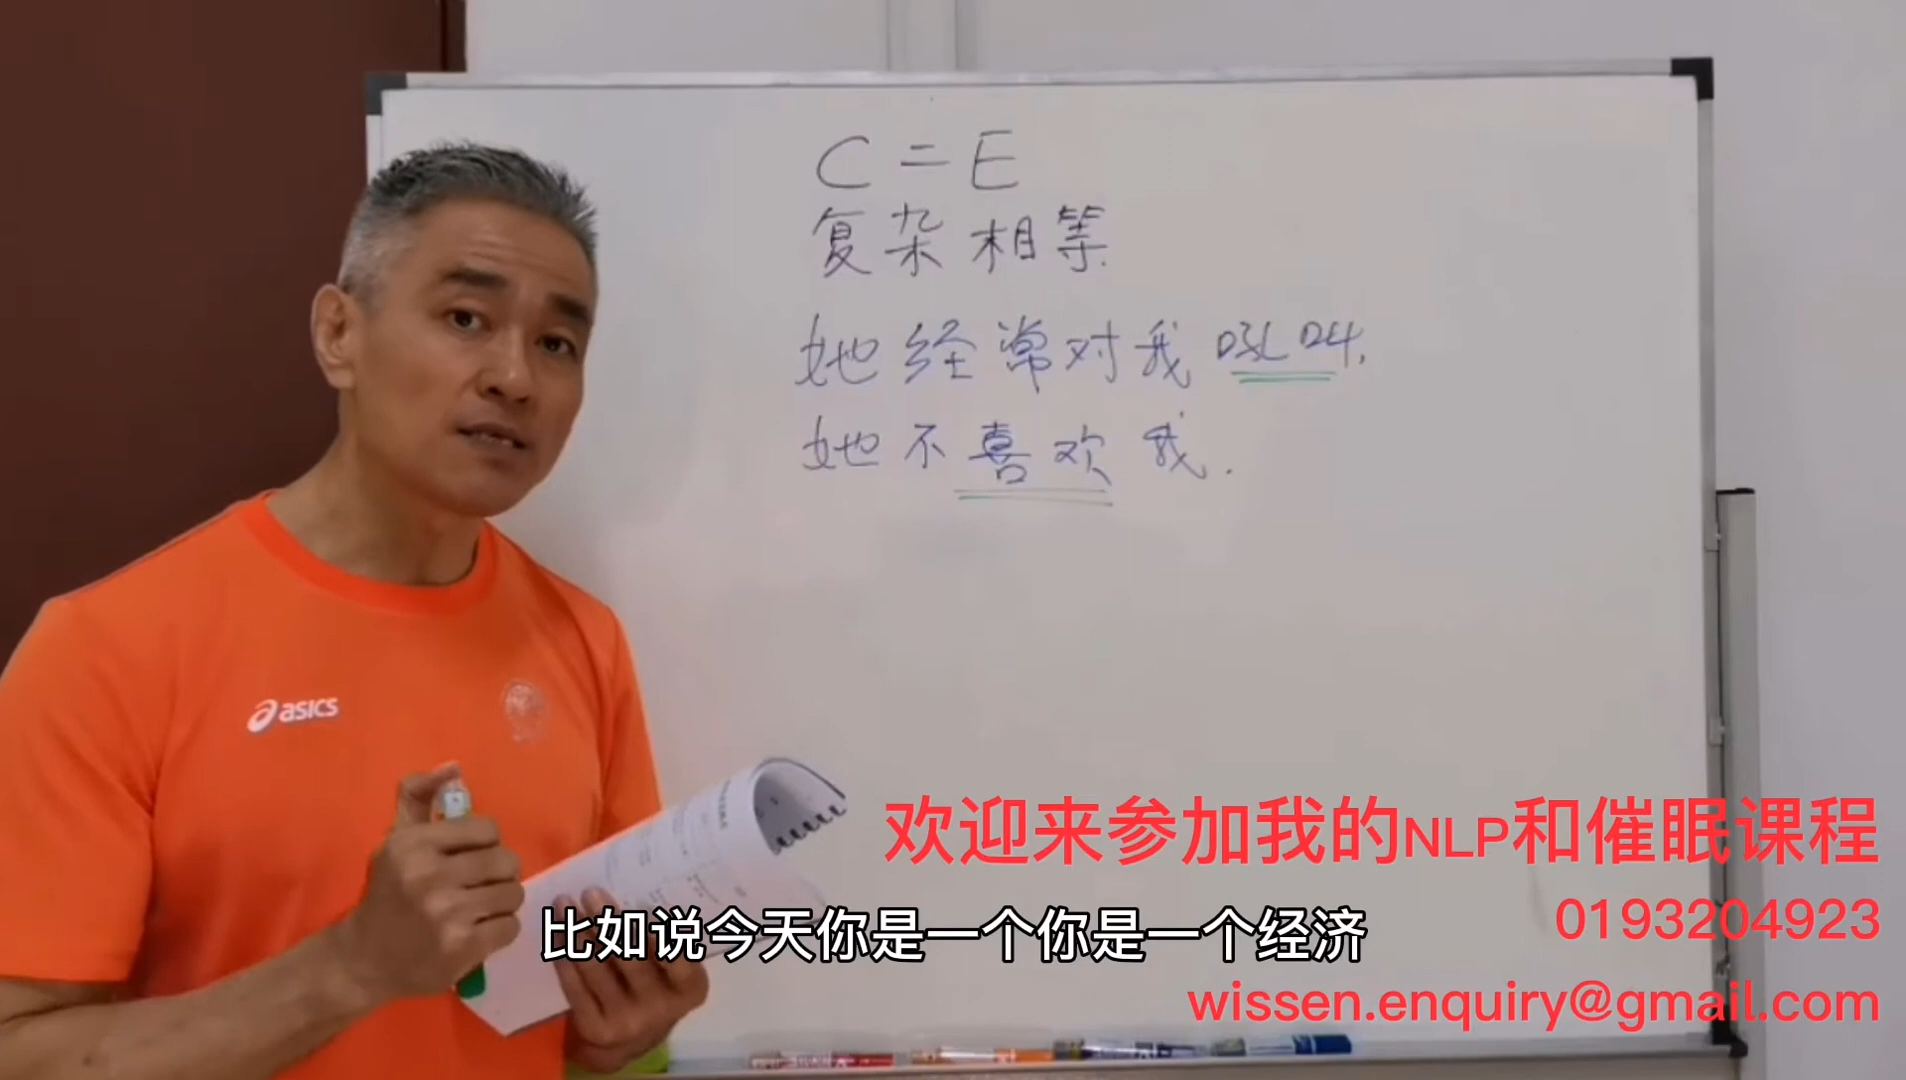 C = E
复杂相等.
她经常对我吼叫.
她不喜欢我.
asics
欢迎来参加我的NLP和催眠课程
0193204923
wissen.enquiry@gmail.com
比如说今天你是一个你是一个经济